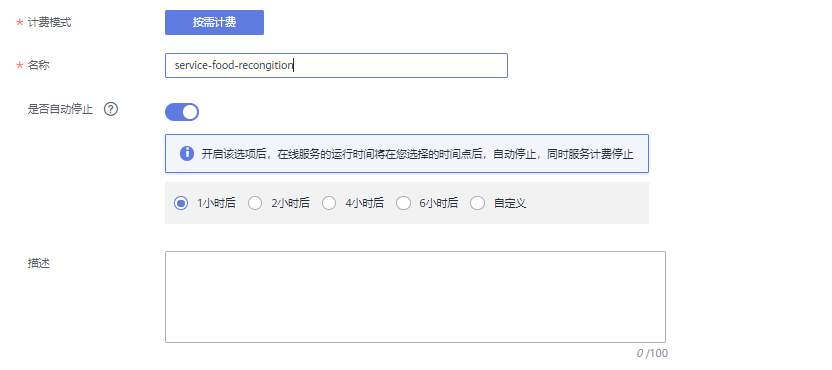 * 计费模式 按需计费
* 名称 service-food-recongition
是否自动停止 ?
i 开启该选项后，在线服务的运行时间将在您选择的时间点后，自动停止，同时服务计费停止
1小时后 2小时后 4小时后 6小时后 自定义
描述
0 /100